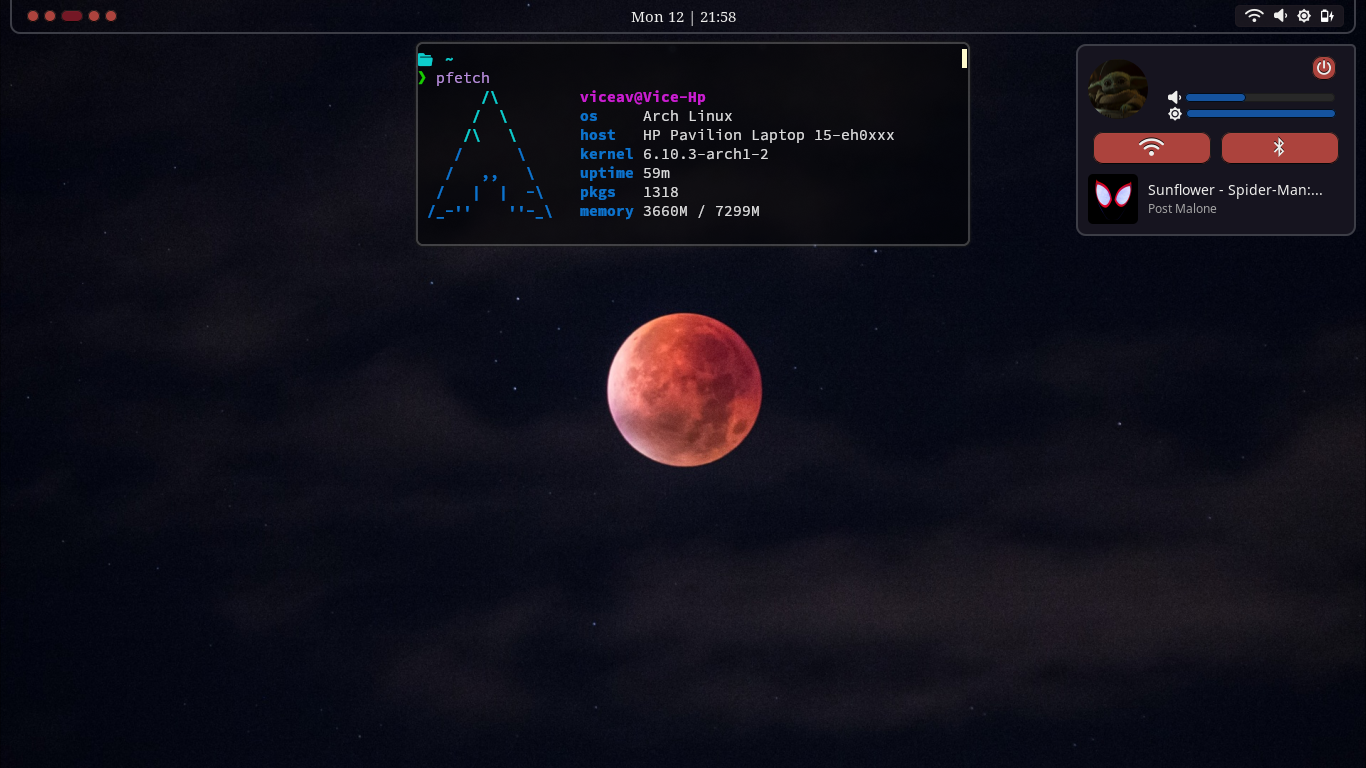 Mon 12 | 21:58
~
❯ pfetch
viceav@Vice-Hp
os Arch Linux
host HP Pavilion Laptop 15-eh0xxx
kernel 6.10.3-arch1-2
uptime 59m
pkgs 1318
memory 3660M / 7299M
Sunflower - Spider-Man:...
Post Malone